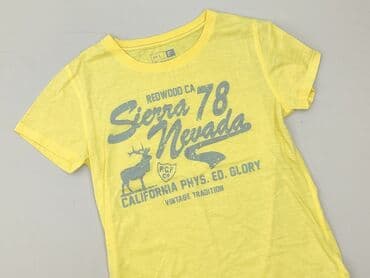 REDWOOD CA
Sierra 78
Nevada
CALIFORNIA PHYS. ED. GLORY
VINTAGE TRADITION